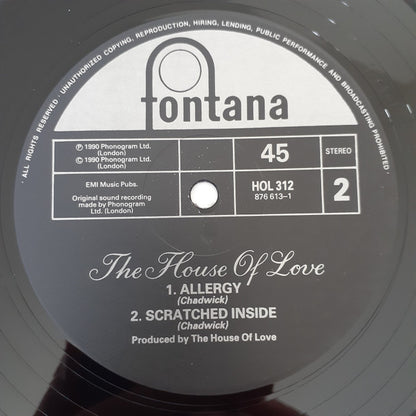 · ALL RIGHTS RESERVED · UNAUTHORIZED COPYING, REPRODUCTION, HIRING, LENDING, PUBLIC PERFORMANCE AND BROADCASTING PROHIBITED ·
fontana
℗ 1990 Phonogram Ltd.
(London)
© 1990 Phonogram Ltd.
(London)
45
STEREO
EMI Music Pubs.
Original sound recording
made by Phonogram
Ltd. (London)
HOL 312
876 613–1
2
The House Of Love
1. ALLERGY
(Chadwick)
2. SCRATCHED INSIDE
(Chadwick)
Produced by The House Of Love